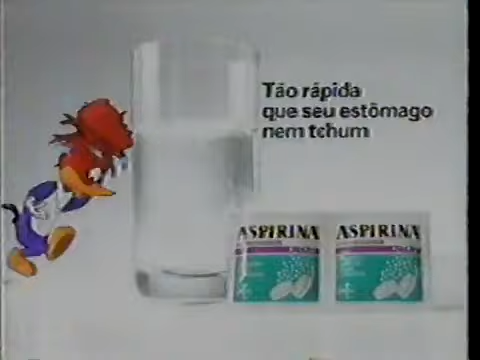 Tão rápida
que seu estômago
nem tchum
ASPIRINA
ASPIRINA